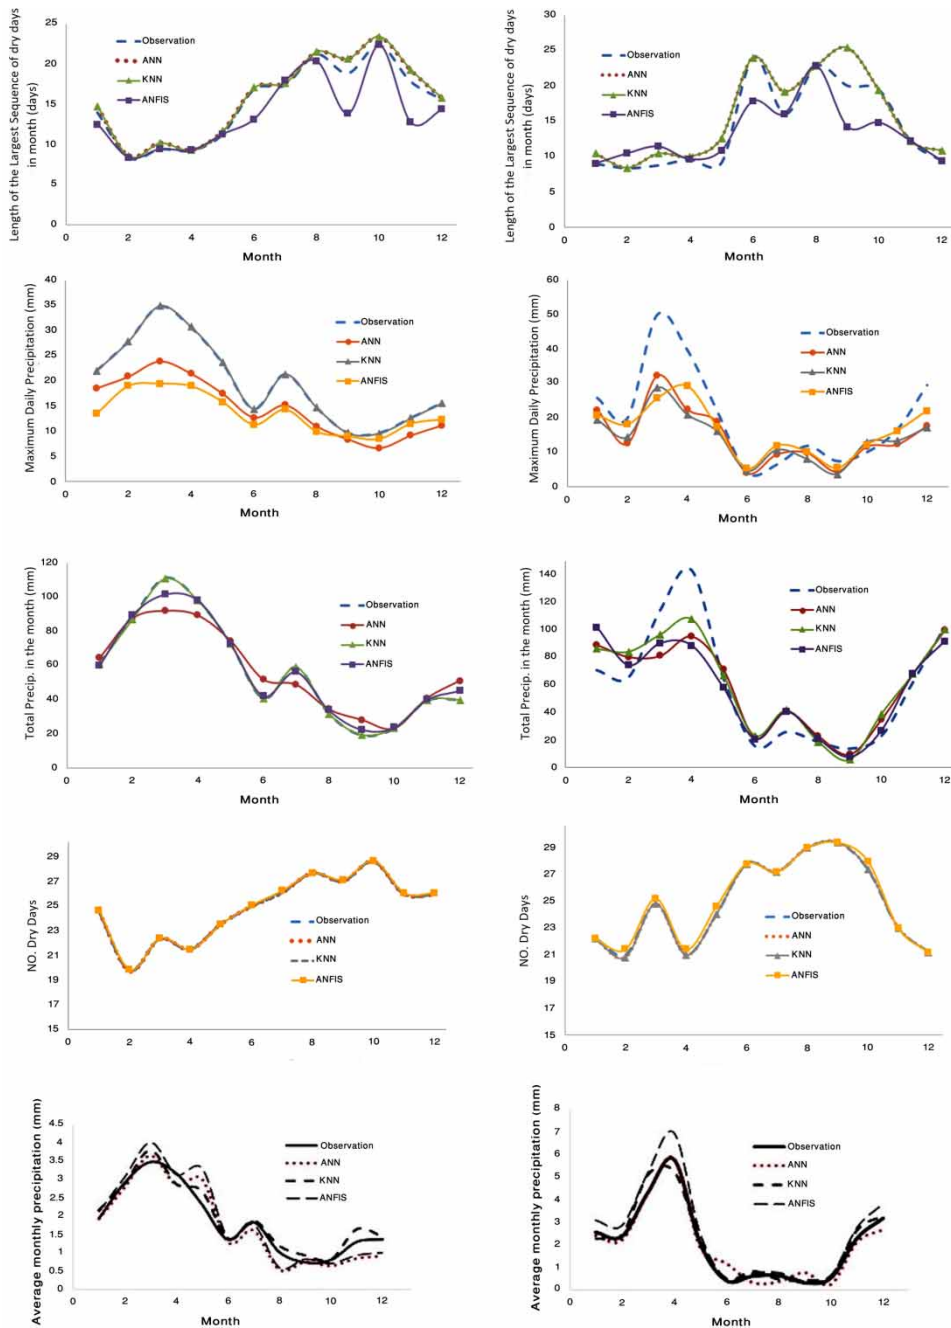 Length of the Largest Sequence of dry days
in month (days)
25
20
15
10
5
0
Observation
ANN
KNN
ANFIS
0 2 4 6 8 10 12
Month
Length of the Largest Sequence of dry days
in month (days)
30
25
20
15
10
5
0
Observation
ANN
KNN
ANFIS
0 2 4 6 8 10 12
Month
Maximum Daily Precipitation (mm)
40
35
30
25
20
15
10
5
0
Observation
ANN
KNN
ANFIS
0 2 4 6 8 10 12
Month
Maximum Daily Precipitation (mm)
60
50
40
30
20
10
0
Observation
ANN
KNN
ANFIS
0 2 4 6 8 10 12
Month
Total Precip. in the month (mm)
120
100
80
60
40
20
0
Observation
ANN
KNN
ANFIS
0 2 4 6 8 10 12
Month
Total Precip. in the month (mm)
140
120
100
80
60
40
20
0
Observation
ANN
KNN
ANFIS
0 2 4 6 8 10 12
Month
NO. Dry Days
29
27
25
23
21
19
17
15
Observation
ANN
KNN
ANFIS
0 2 4 6 8 10 12
NO. Dry Days
29
27
25
23
21
19
17
15
Observation
ANN
KNN
ANFIS
0 2 4 6 8 10 12
Month
Average monthly precipitation (mm)
4.5
4
3.5
3
2.5
2
1.5
1
0.5
0
Observation
ANN
KNN
ANFIS
0 2 4 6 8 10 12
Month
Average monthly precipitation (mm)
8
7
6
5
4
3
2
1
0
Observation
ANN
KNN
ANFIS
0 2 4 6 8 10 12
Month